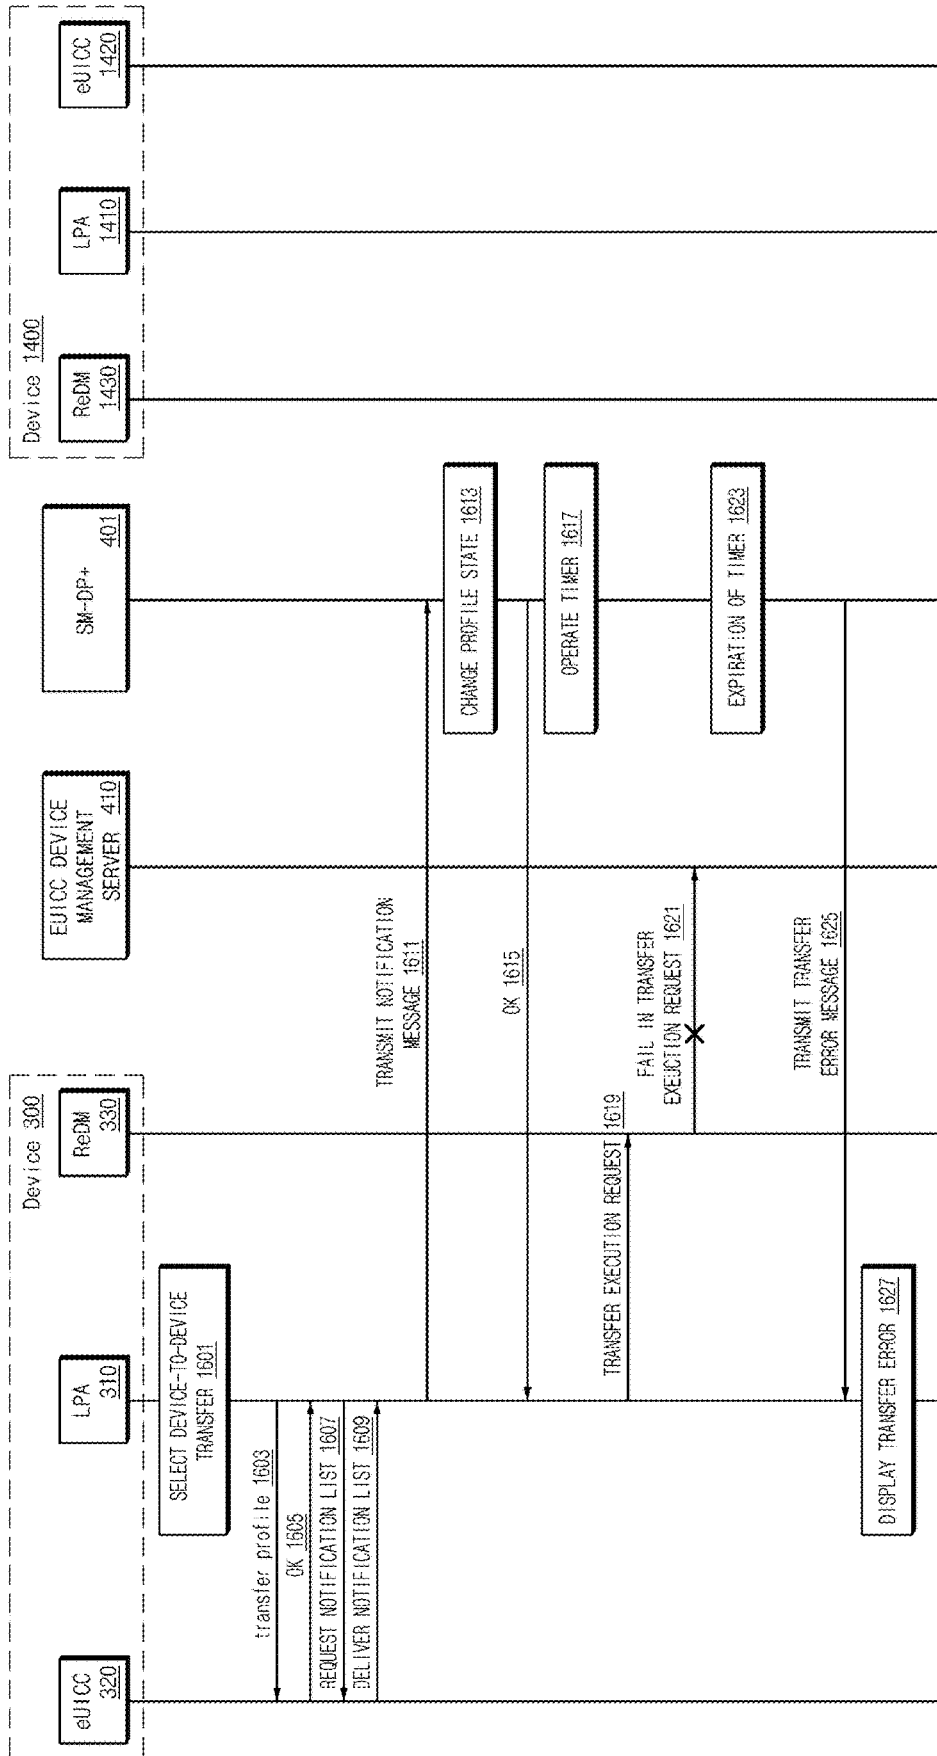 Device 300
eUICC
320
LPA
310
ReDM
330
EUICC DEVICE
MANAGEMENT
SERVER 410
SM-DP+
401
Device 1400
ReDM
1430
LPA
1410
eUICC
1420
SELECT DEVICE-TO-DEVICE
TRANSFER 1601
transfer profile 1603
OK 1605
REQUEST NOTIFICATION LIST 1607
DELIVER NOTIFICATION LIST 1609
TRANSMIT NOTIFICATION
MESSAGE 1611
CHANGE PROFILE STATE 1613
OK 1615
OPERATE TIMER 1617
TRANSFER EXECUTION REQUEST 1619
FAIL IN TRANSFER
EXEUCTION REQUEST 1621
EXPIRATION OF TIMER 1623
TRANSMIT TRANSFER
ERROR MESSAGE 1625
DISPLAY TRANSFER ERROR 1627